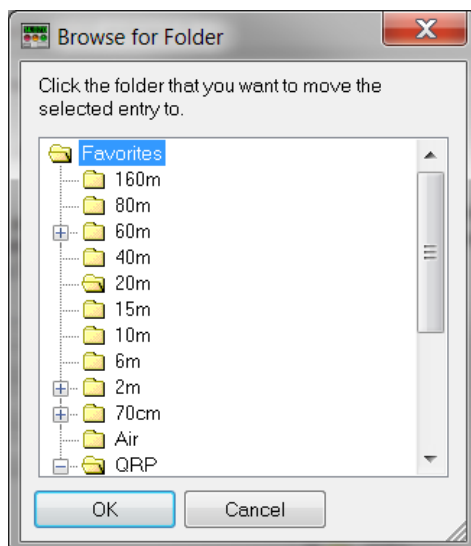 Browse for Folder
Click the folder that you want to move the
selected entry to.
Favorites
160m
80m
60m
40m
20m
15m
10m
6m
2m
70cm
Air
QRP
OK
Cancel